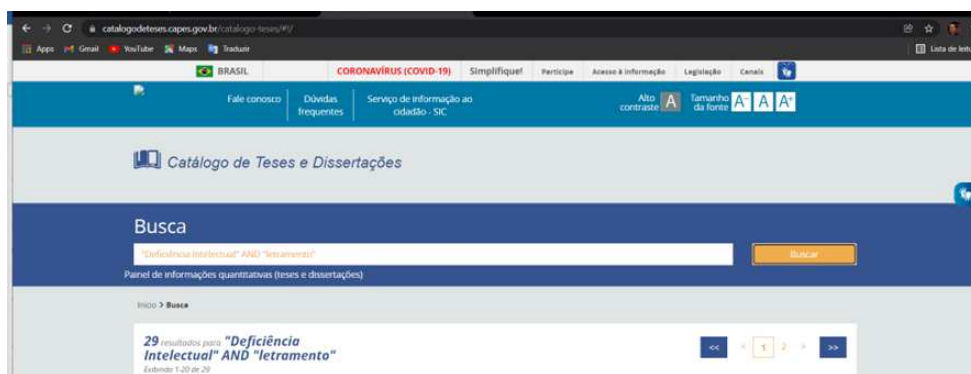 catalogodeteses.capes.gov.br/catalogo-teses/#!/
Apps Gmail YouTube Maps Traduzir Lista de leitu
BRASIL CORONAVÍRUS (COVID-19) Simplifique! Participe Acesso à informação Legislação Canais
Fale conosco Dúvidas frequentes Serviço de informação ao cidadão - SIC Alto contraste A Tamanho da fonte A- A A+
Catálogo de Teses e Dissertações
Busca
"Deficiência Intelectual" AND "letramento" Buscar
Painel de informações quantitativas (teses e dissertações)
Início > Busca
29 resultados para "Deficiência
Intelectual" AND "letramento"
Exibindo 1-20 de 29
<< < 1 2 > >>